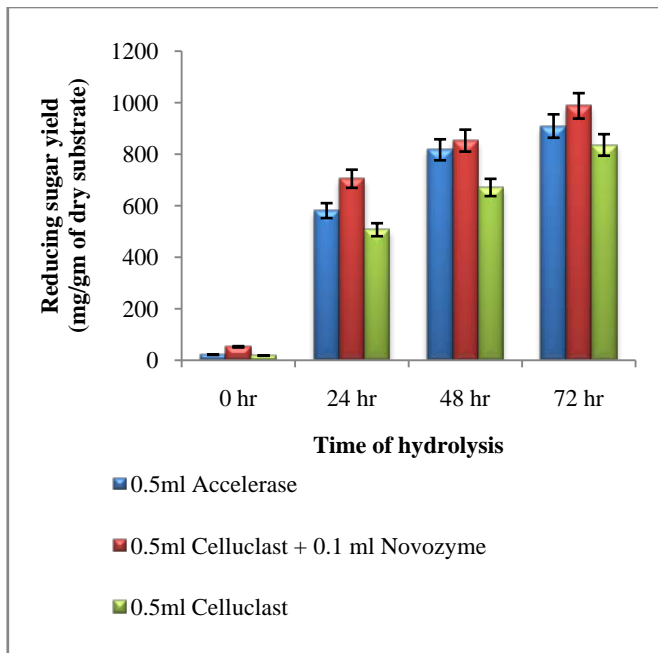 Reducing sugar yield
(mg/gm of dry substrate)
1200
1000
800
600
400
200
0
0 hr
24 hr
48 hr
72 hr
Time of hydrolysis
0.5ml Accelerase
0.5ml Celluclast + 0.1 ml Novozyme
0.5ml Celluclast